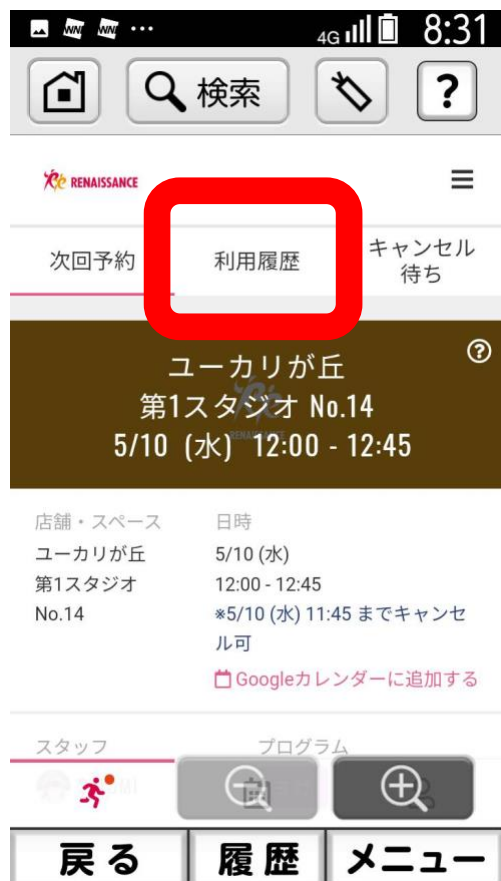 WNI WNI ... 4G 8:31
検索 ?
RENAISSANCE
次回予約 利用履歴 キャンセル
待ち
ユーカリが丘
第1スタジオ No.14
RENAISSANCE
5/10 (水) 12:00 - 12:45
店舗・スペース 日時
ユーカリが丘 5/10 (水)
第1スタジオ 12:00 - 12:45
No.14 *5/10 (水) 11:45 までキャンセ
ル可
Googleカレンダーに追加する
スタッフ プログラム
戻る 履歴 メニュー